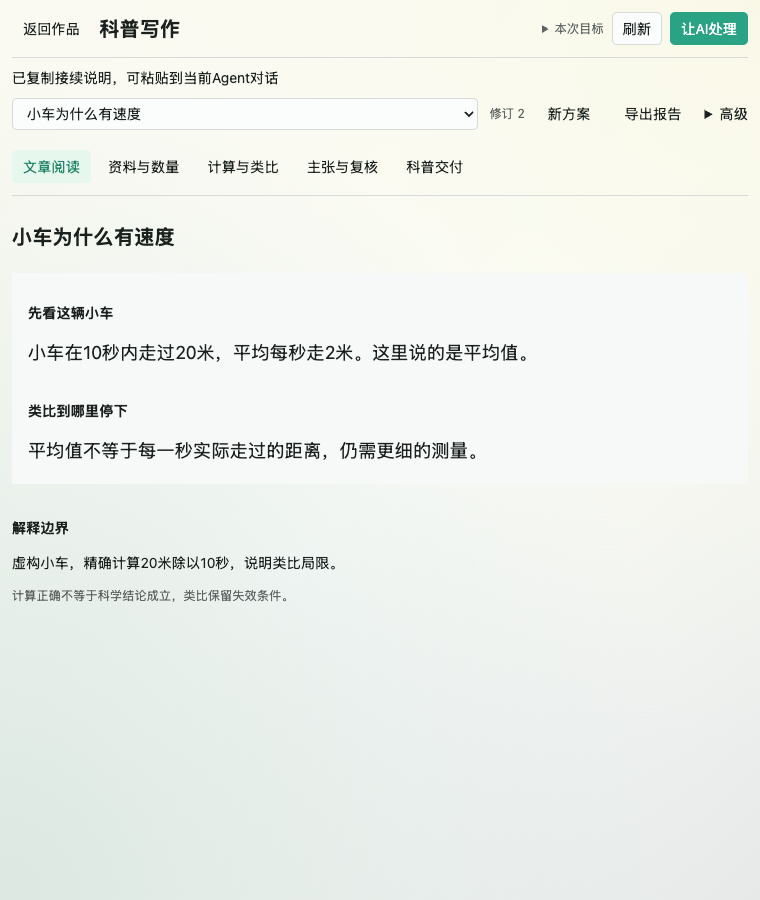 返回作品 科普写作 ▶ 本次目标 刷新 让AI处理
已复制接续说明，可粘贴到当前Agent对话
小车为什么有速度 修订 2 新方案 导出报告 ▶ 高级
文章阅读 资料与数量 计算与类比 主张与复核 科普交付
小车为什么有速度
先看这辆小车
小车在10秒内走过20米，平均每秒走2米。这里说的是平均值。
类比到哪里停下
平均值不等于每一秒实际走过的距离，仍需更细的测量。
解释边界
虚构小车，精确计算20米除以10秒，说明类比局限。
计算正确不等于科学结论成立，类比保留失效条件。